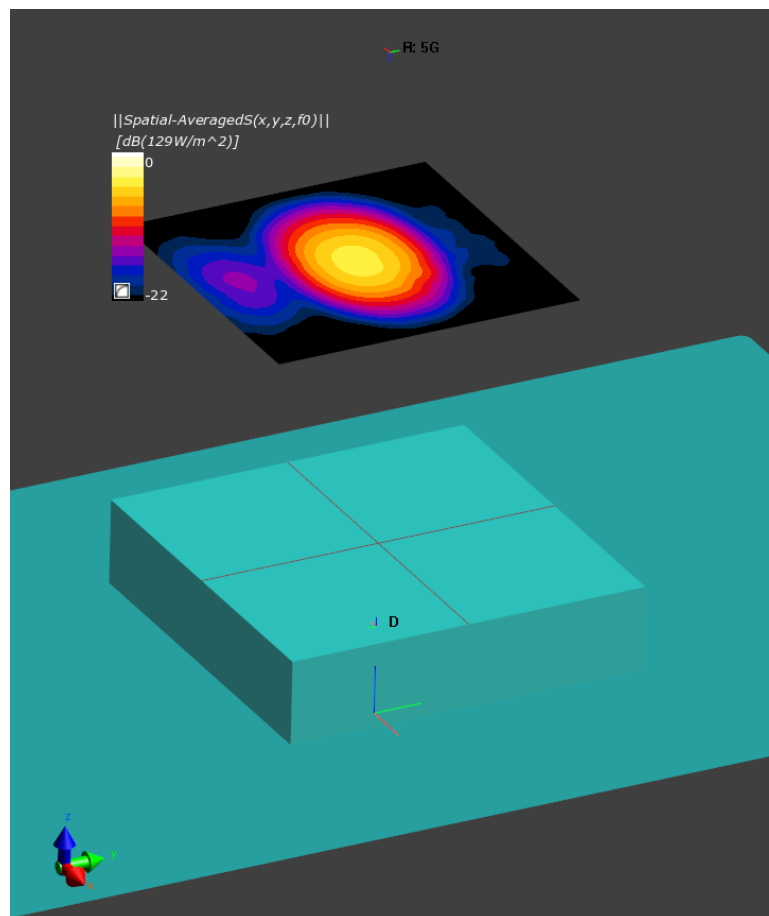 R: 5G
||Spatial-AveragedS(x,y,z,f0)||
[dB(129W/m^2)]
0
-22
D
Z
Y
X